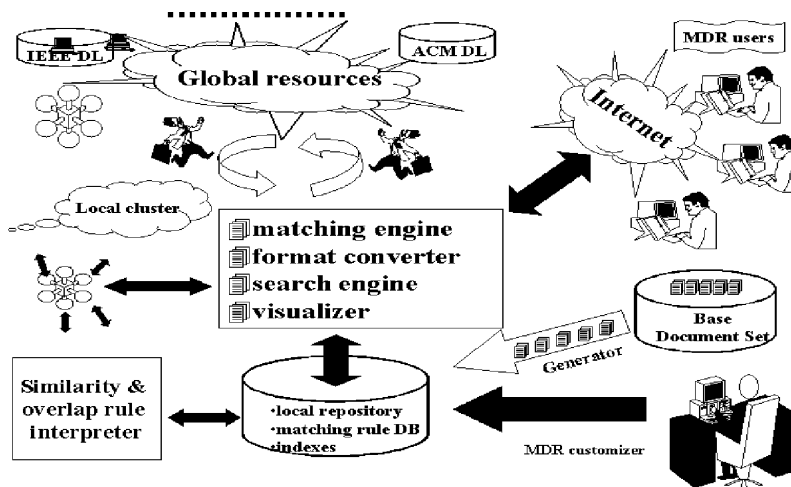 IEEE DL
ACM DL
MDR users
Global resources
Internet
Local cluster
matching engine
format converter
search engine
visualizer
Base
Document Set
Generator
Similarity &
overlap rule
interpreter
•local repository
•matching rule DB
•indexes
MDR customizer